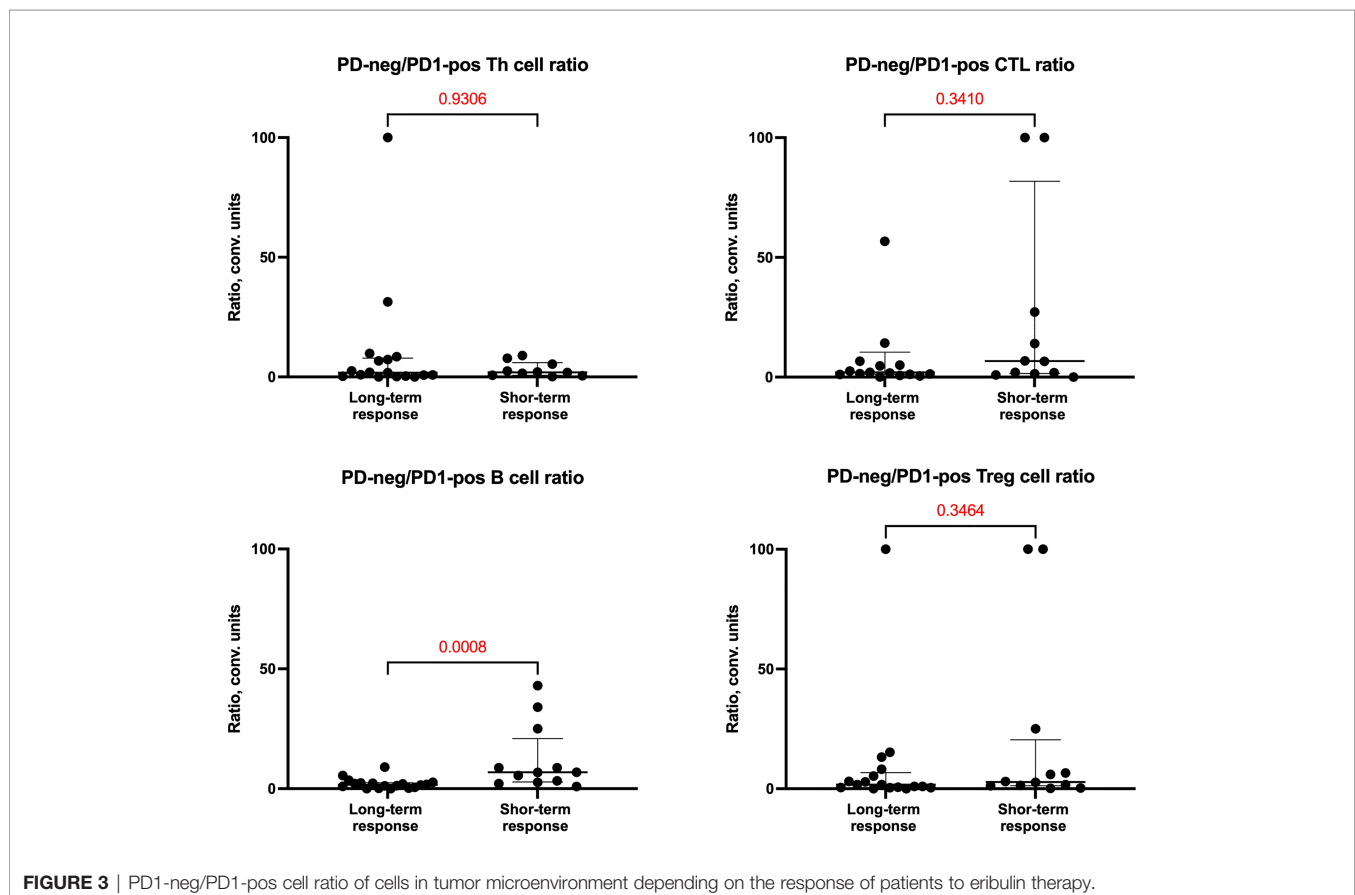 PD-neg/PD1-pos Th cell ratio
0.9306
100
50
0
Ratio, conv. units
Long-term
response
Shor-term
response
PD-neg/PD1-pos CTL ratio
0.3410
100
50
0
Ratio, conv. units
Long-term
response
Shor-term
response
PD-neg/PD1-pos B cell ratio
0.0008
100
50
0
Ratio, conv. units
Long-term
response
Shor-term
response
PD-neg/PD1-pos Treg cell ratio
0.3464
100
50
0
Ratio, conv. units
Long-term
response
Shor-term
response
FIGURE 3 | PD1-neg/PD1-pos cell ratio of cells in tumor microenvironment depending on the response of patients to eribulin therapy.